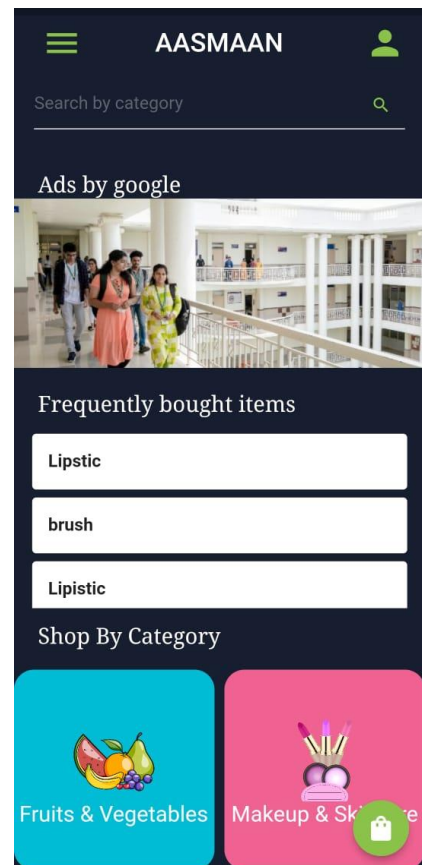 AASMAAN
Search by category
Ads by google
Frequently bought items
Lipstic
brush
Lipistic
Shop By Category
Fruits & Vegetables
Makeup & Sk re